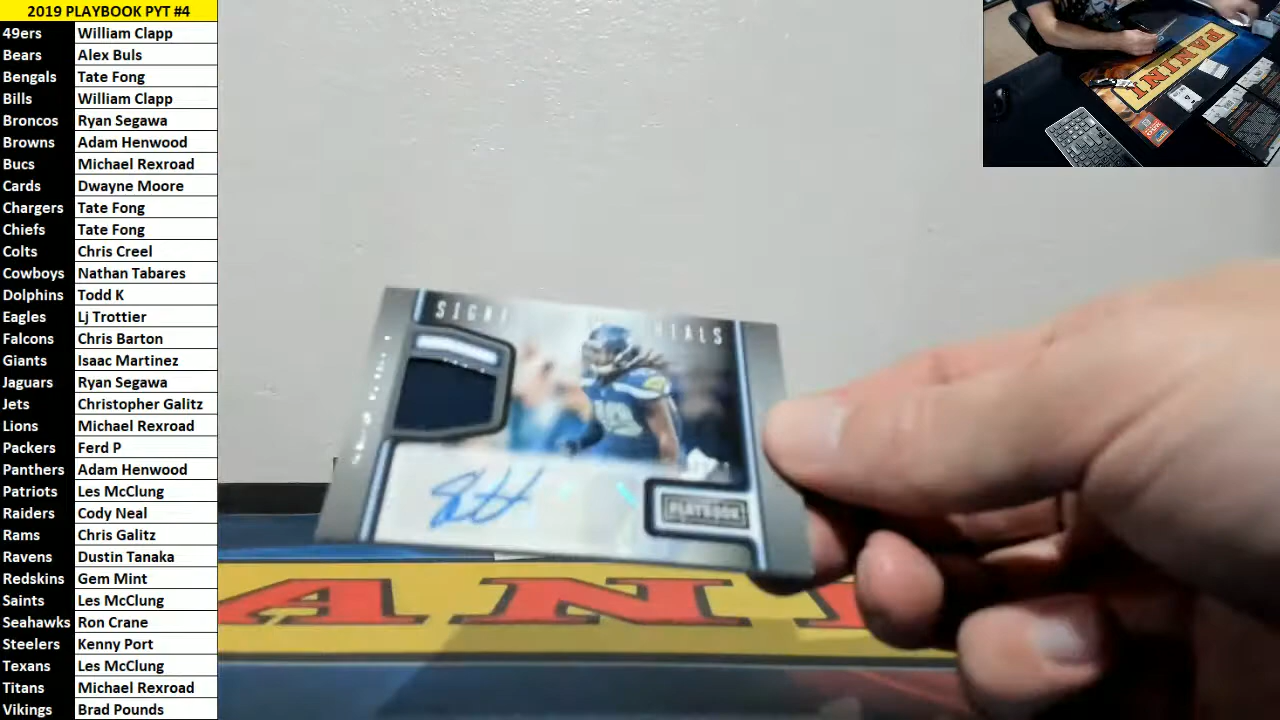 2019 PLAYBOOK PYT #4
49ers William Clapp
Bears Alex Buls
Bengals Tate Fong
Bills William Clapp
Broncos Ryan Segawa
Browns Adam Henwood
Bucs Michael Rexroad
Cards Dwayne Moore
Chargers Tate Fong
Chiefs Tate Fong
Colts Chris Creel
Cowboys Nathan Tabares
Dolphins Todd K
Eagles Lj Trottier
Falcons Chris Barton
Giants Isaac Martinez
Jaguars Ryan Segawa
Jets Christopher Galitz
Lions Michael Rexroad
Packers Ferd P
Panthers Adam Henwood
Patriots Les McClung
Raiders Cody Neal
Rams Chris Galitz
Ravens Dustin Tanaka
Redskins Gem Mint
Saints Les McClung
Seahawks Ron Crane
Steelers Kenny Port
Texans Les McClung
Titans Michael Rexroad
Vikings Brad Pounds
PANINI
PLAYBOOK